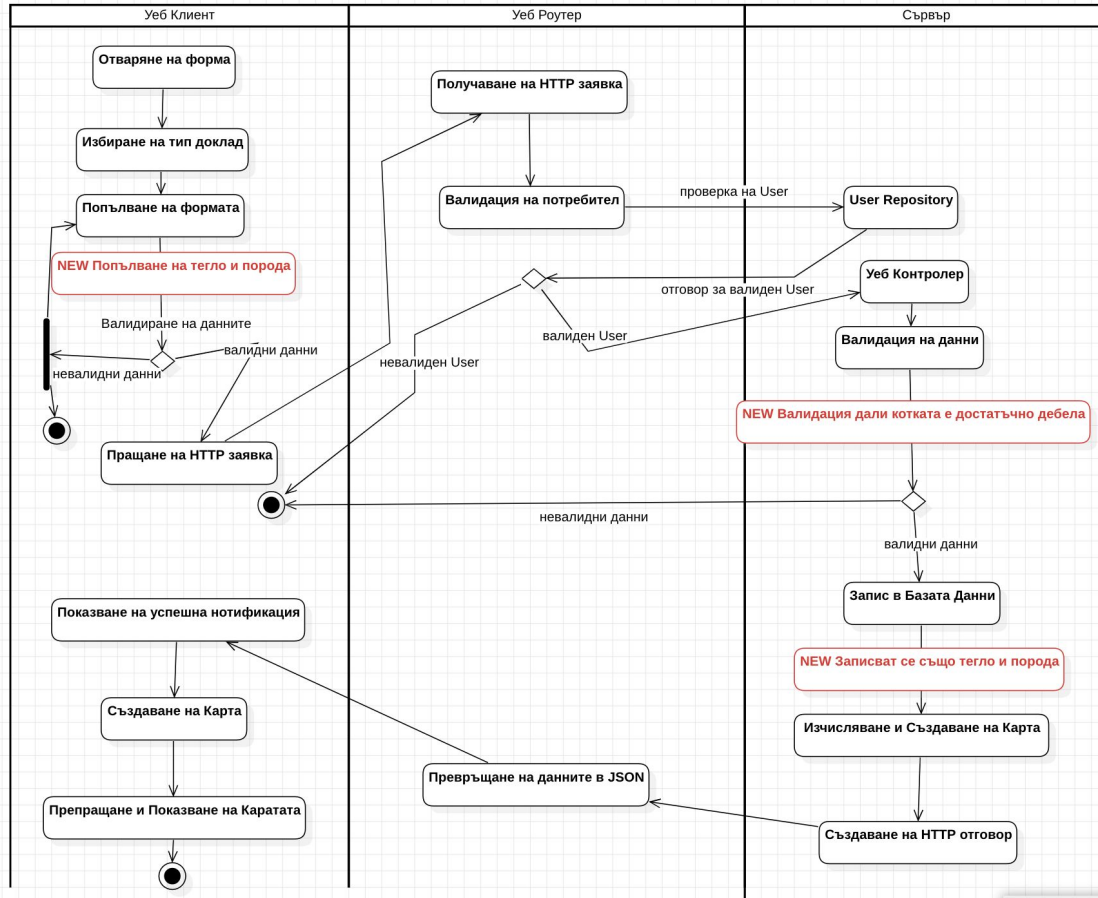 Уеб Клиент
Уеб Роутер
Сървър
Отваряне на форма
Избиране на тип доклад
Попълване на формата
NEW Попълване на тегло и порода
Валидиране на данните
валидни данни
невалидни данни
Пращане на HTTP заявка
Получаване на HTTP заявка
Валидация на потребител
проверка на User
User Repository
отговор за валиден User
валиден User
невалиден User
Уеб Контролер
Валидация на данни
NEW Валидация дали котката е достатъчно дебела
невалидни данни
валидни данни
Запис в Базата Данни
NEW Записват се също тегло и порода
Изчисляване и Създаване на Карта
Създаване на HTTP отговор
Превръщане на данните в JSON
Показване на успешна нотификация
Създаване на Карта
Препращане и Показване на Каратата